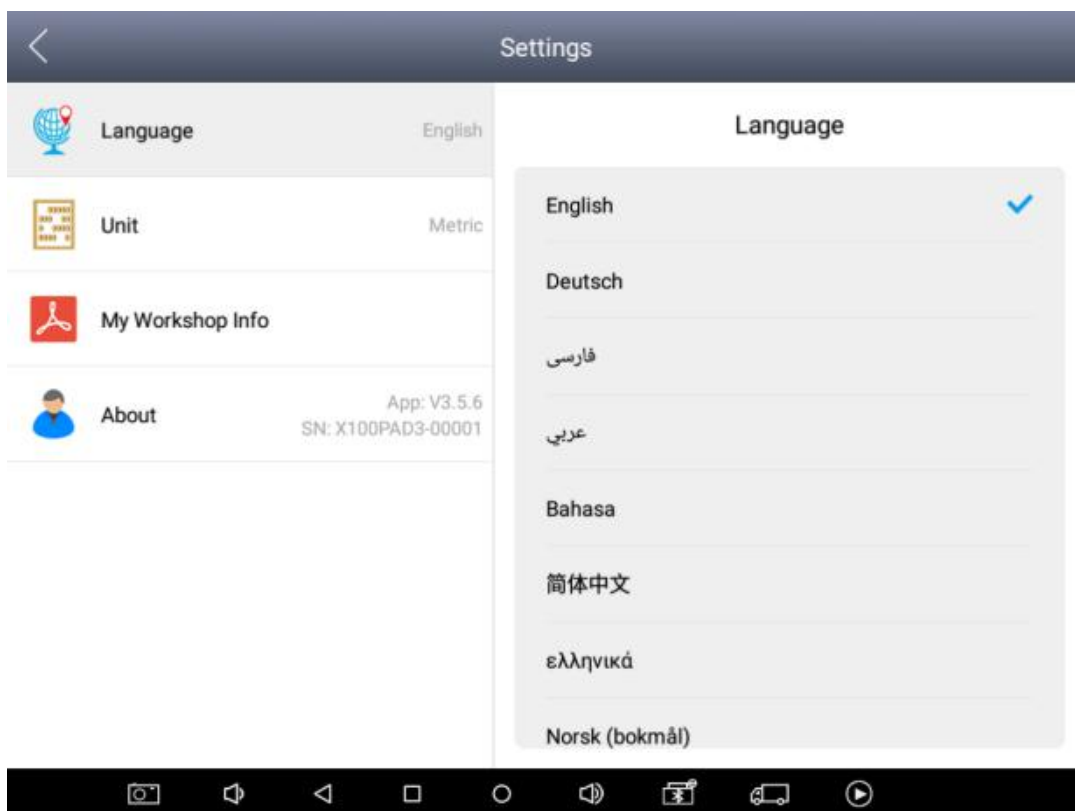 Settings
Language English
Unit Metric
My Workshop Info
About App: V3.5.6
SN: X100PAD3-00001
Language
English
Deutsch
فارسی
عربي
Bahasa
简体中文
ελληνικά
Norsk (bokmål)